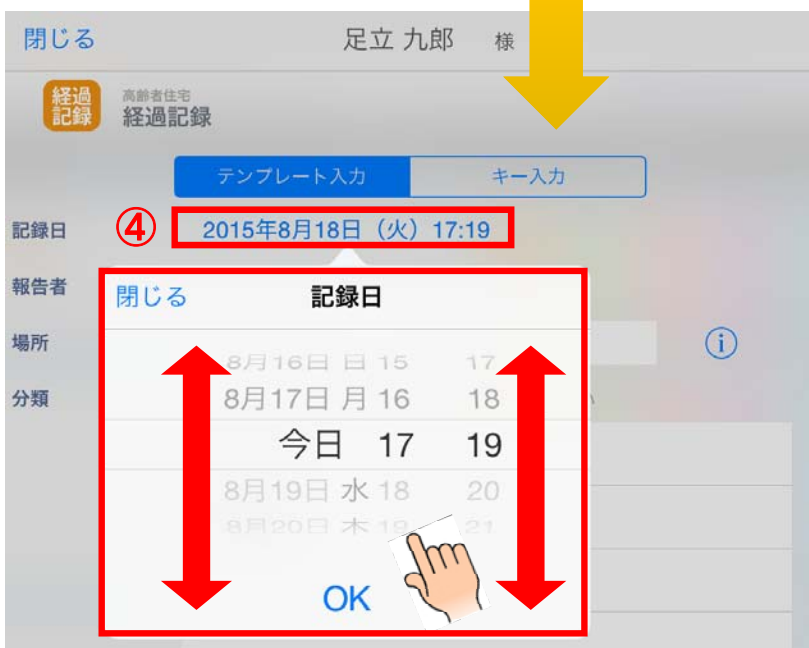 閉じる 足立 九郎 様
経過
記録
高齢者住宅
経過記録
テンプレート入力 キー入力
記録日 ④ 2015年8月18日（火）17:19
報告者
閉じる 記録日
場所
分類
8月16日 日 15 17
8月17日 月 16 18
今日 17 19
8月19日 水 18 20
8月20日 木 19 21
OK